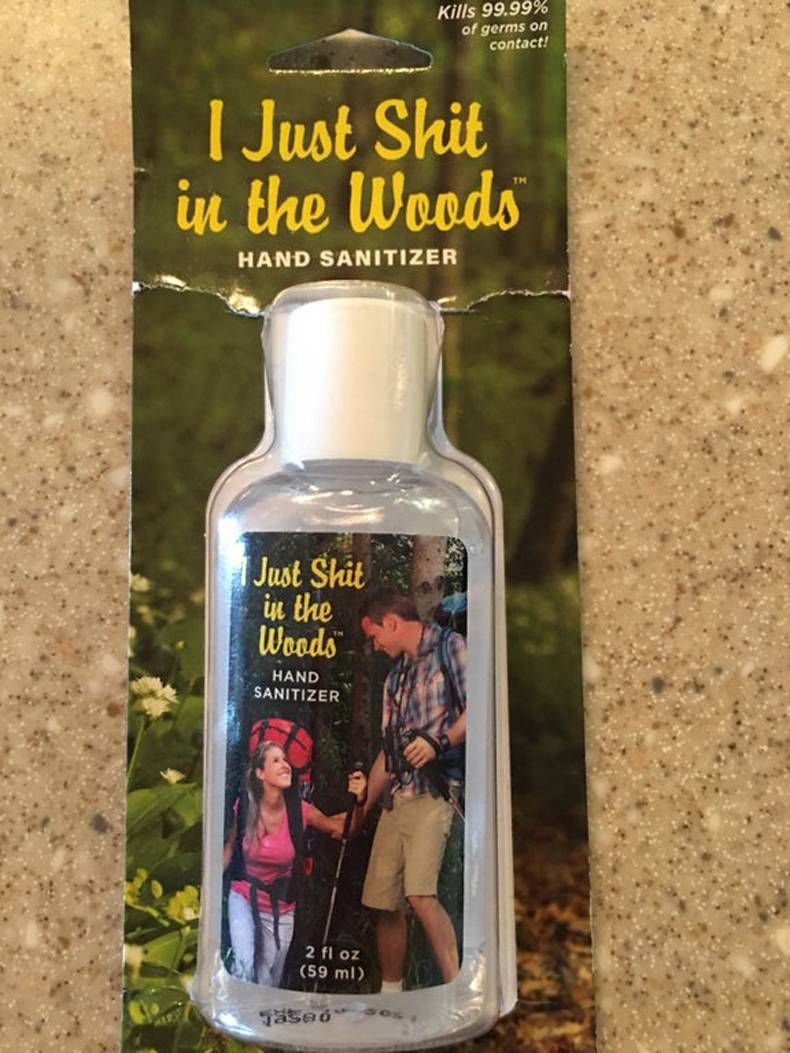 Kills 99.99%
of germs on
contact!
I Just Shit
in the Woods™
HAND SANITIZER
I Just Shit
in the
Woods™
HAND
SANITIZER
2 fl oz
(59 ml)